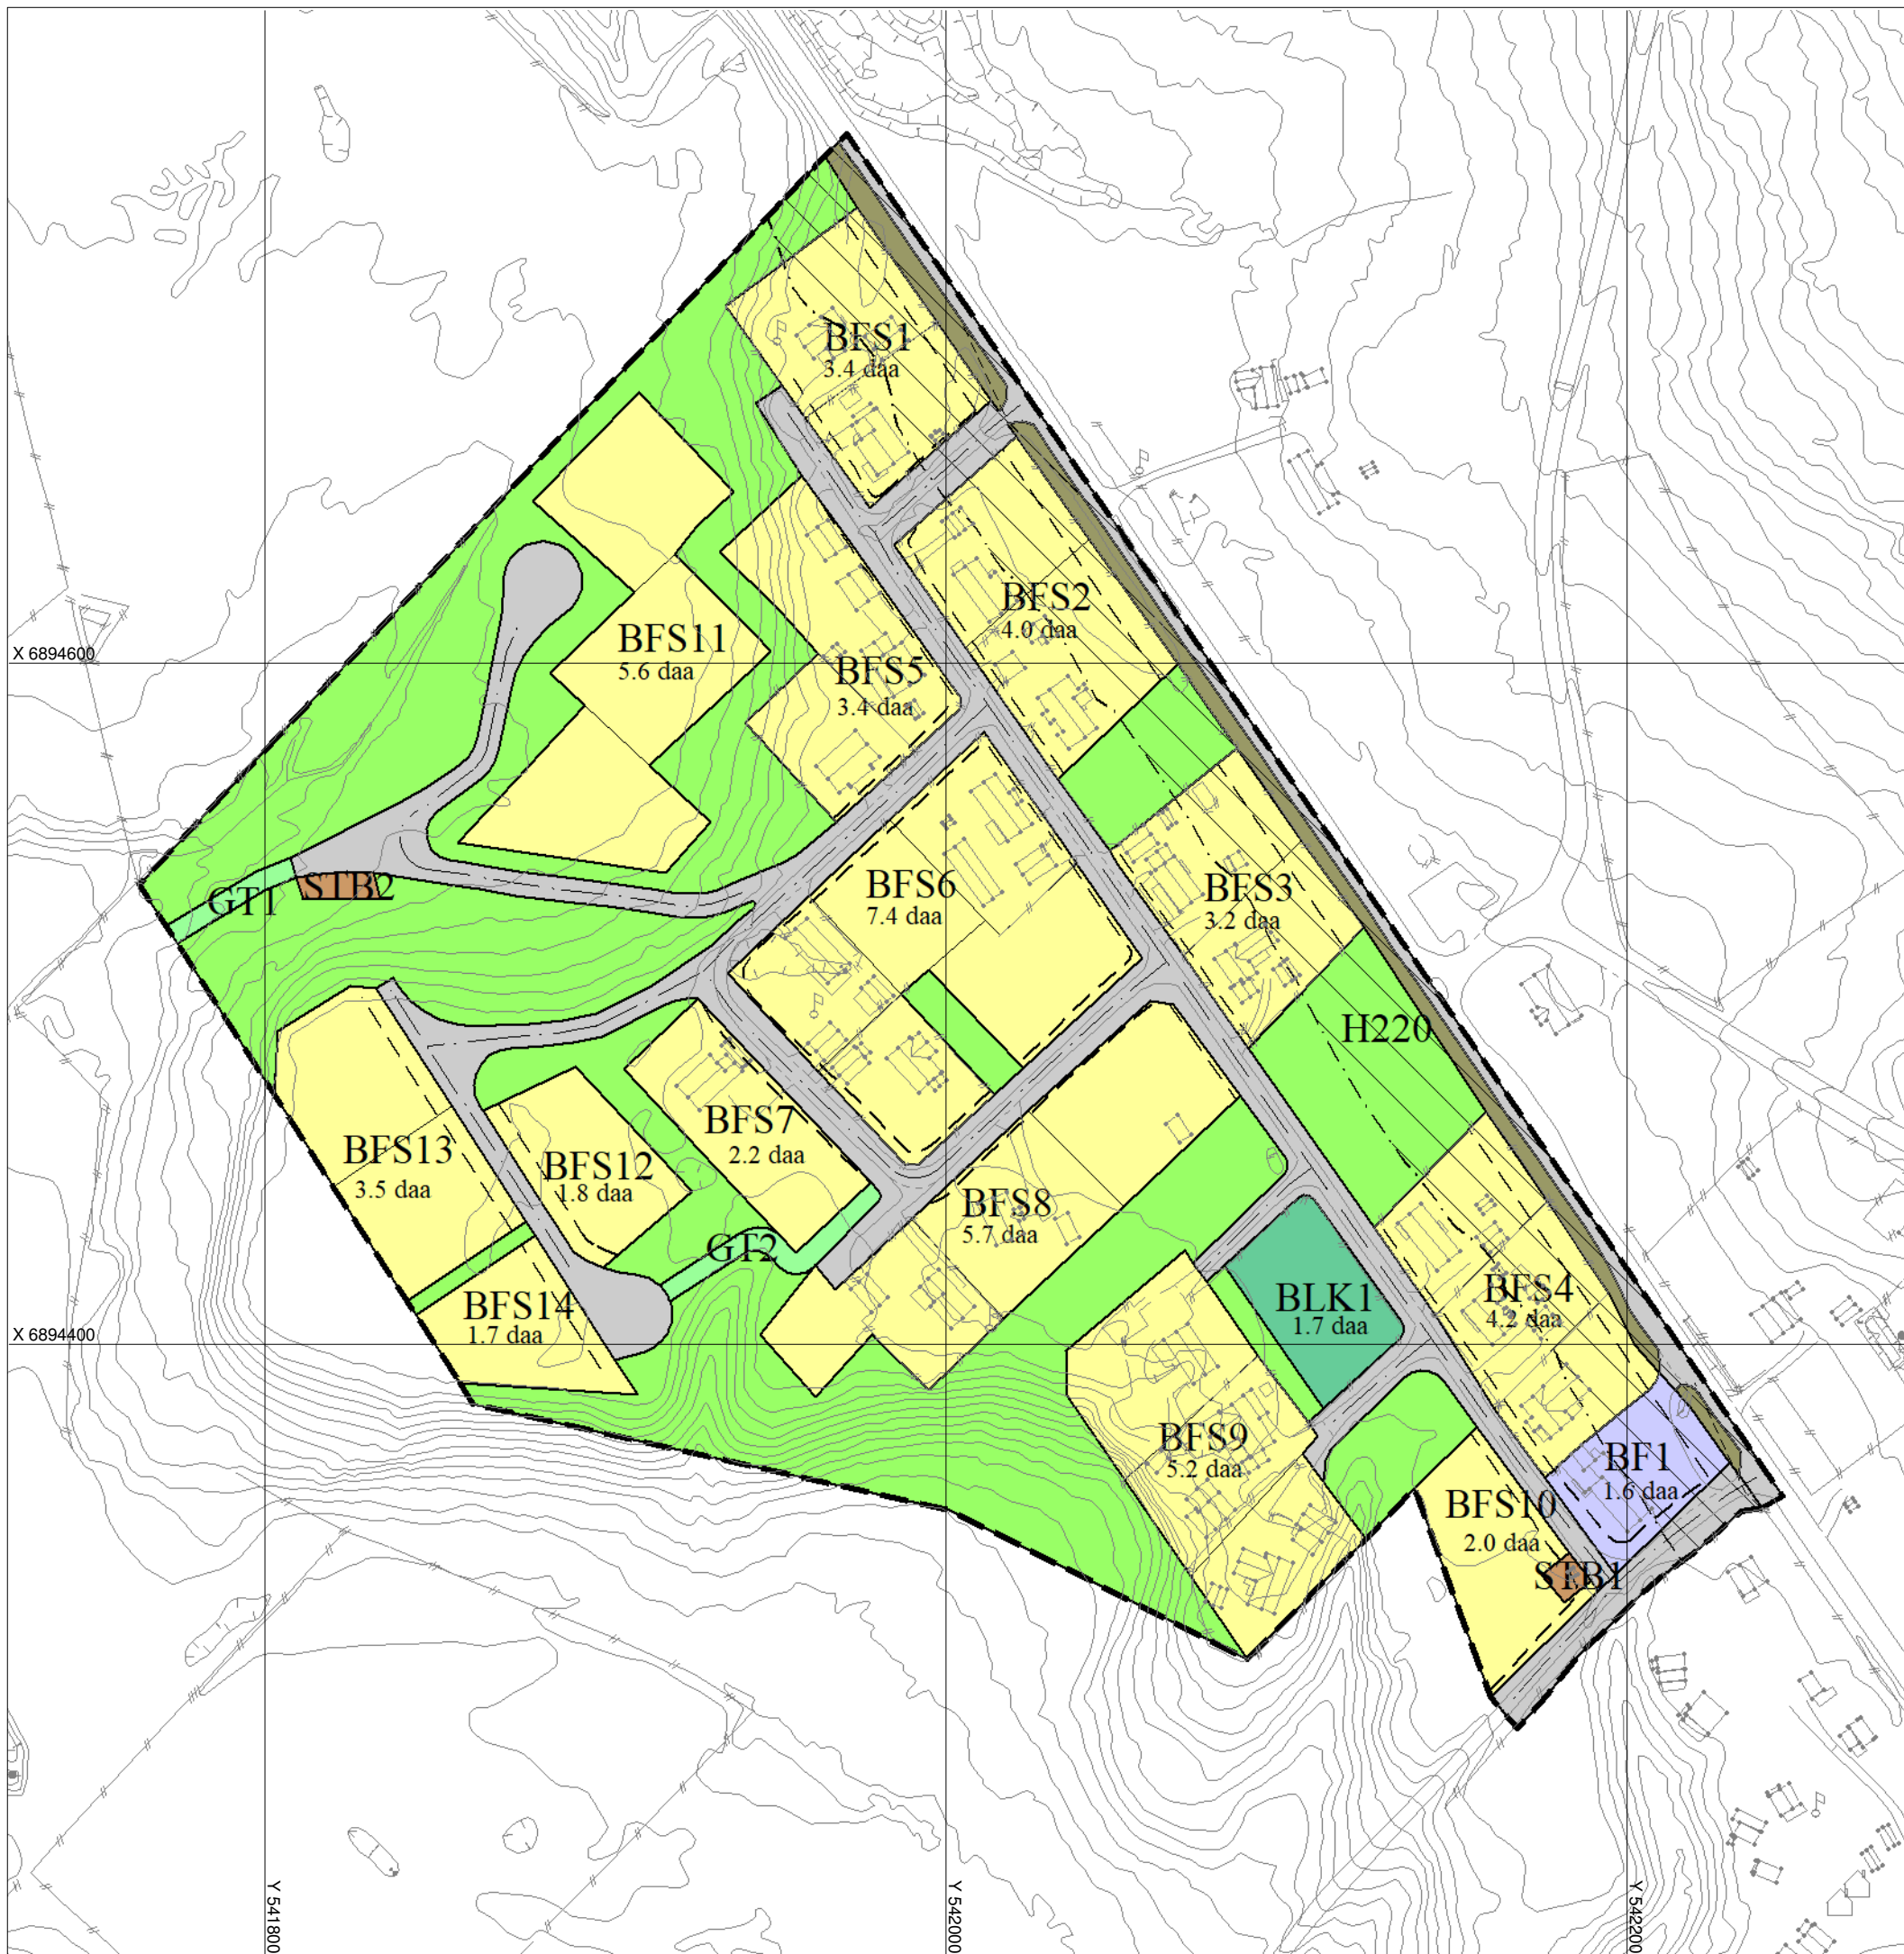 BFS1
3.4 daa
BFS2
4.0 daa
BFS11
5.6 daa
X 6894600
BFS5
3.4 daa
BFS6
7.4 daa
BFS3
3.2 daa
GT1
STB2
H220
BFS7
2.2 daa
BFS13
3.5 daa
BFS12
1.8 daa
BFS8
5.7 daa
GT2
BFS14
1.7 daa
BLK1
1.7 daa
BFS4
4.2 daa
X 6894400
BFS9
5.2 daa
BF1
1.6 daa
BFS10
2.0 daa
STB1
Y 541800
Y 542000
Y 542200